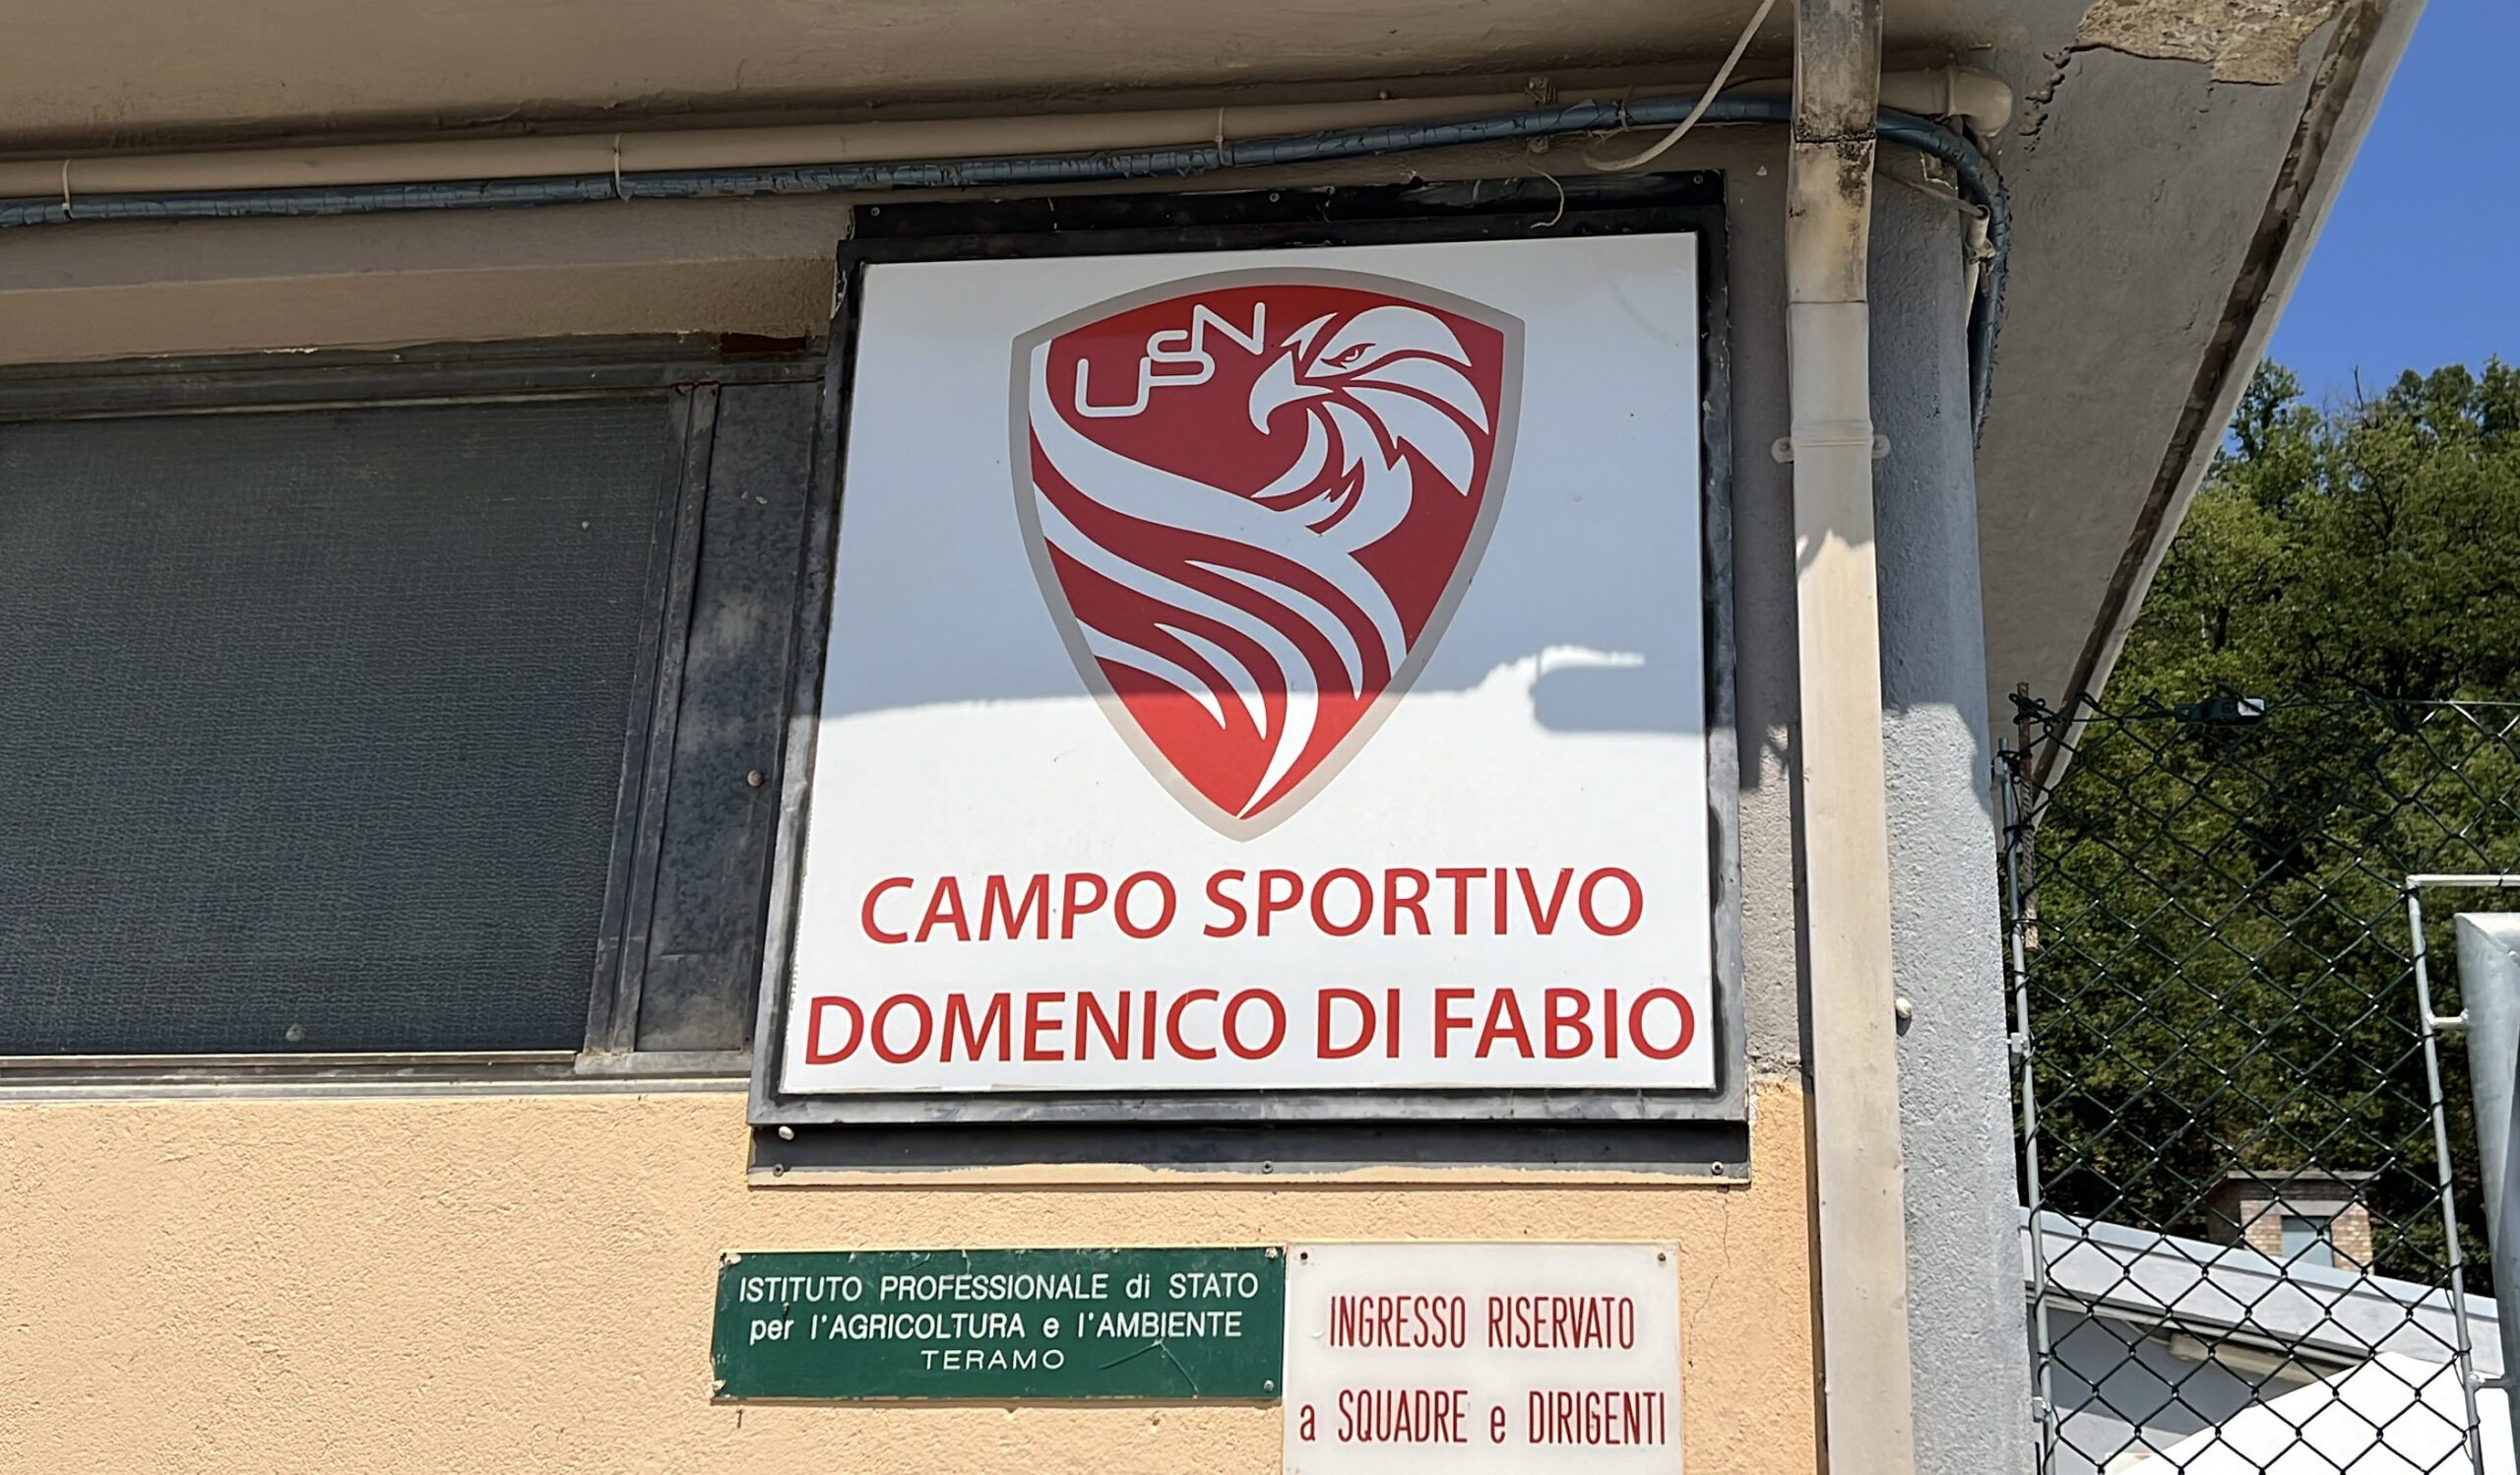 USN
CAMPO SPORTIVO
DOMENICO DI FABIO
ISTITUTO PROFESSIONALE di STATO
per l'AGRICOLTURA e l'AMBIENTE
TERAMO
INGRESSO RISERVATO
a SQUADRE e DIRIGENTI